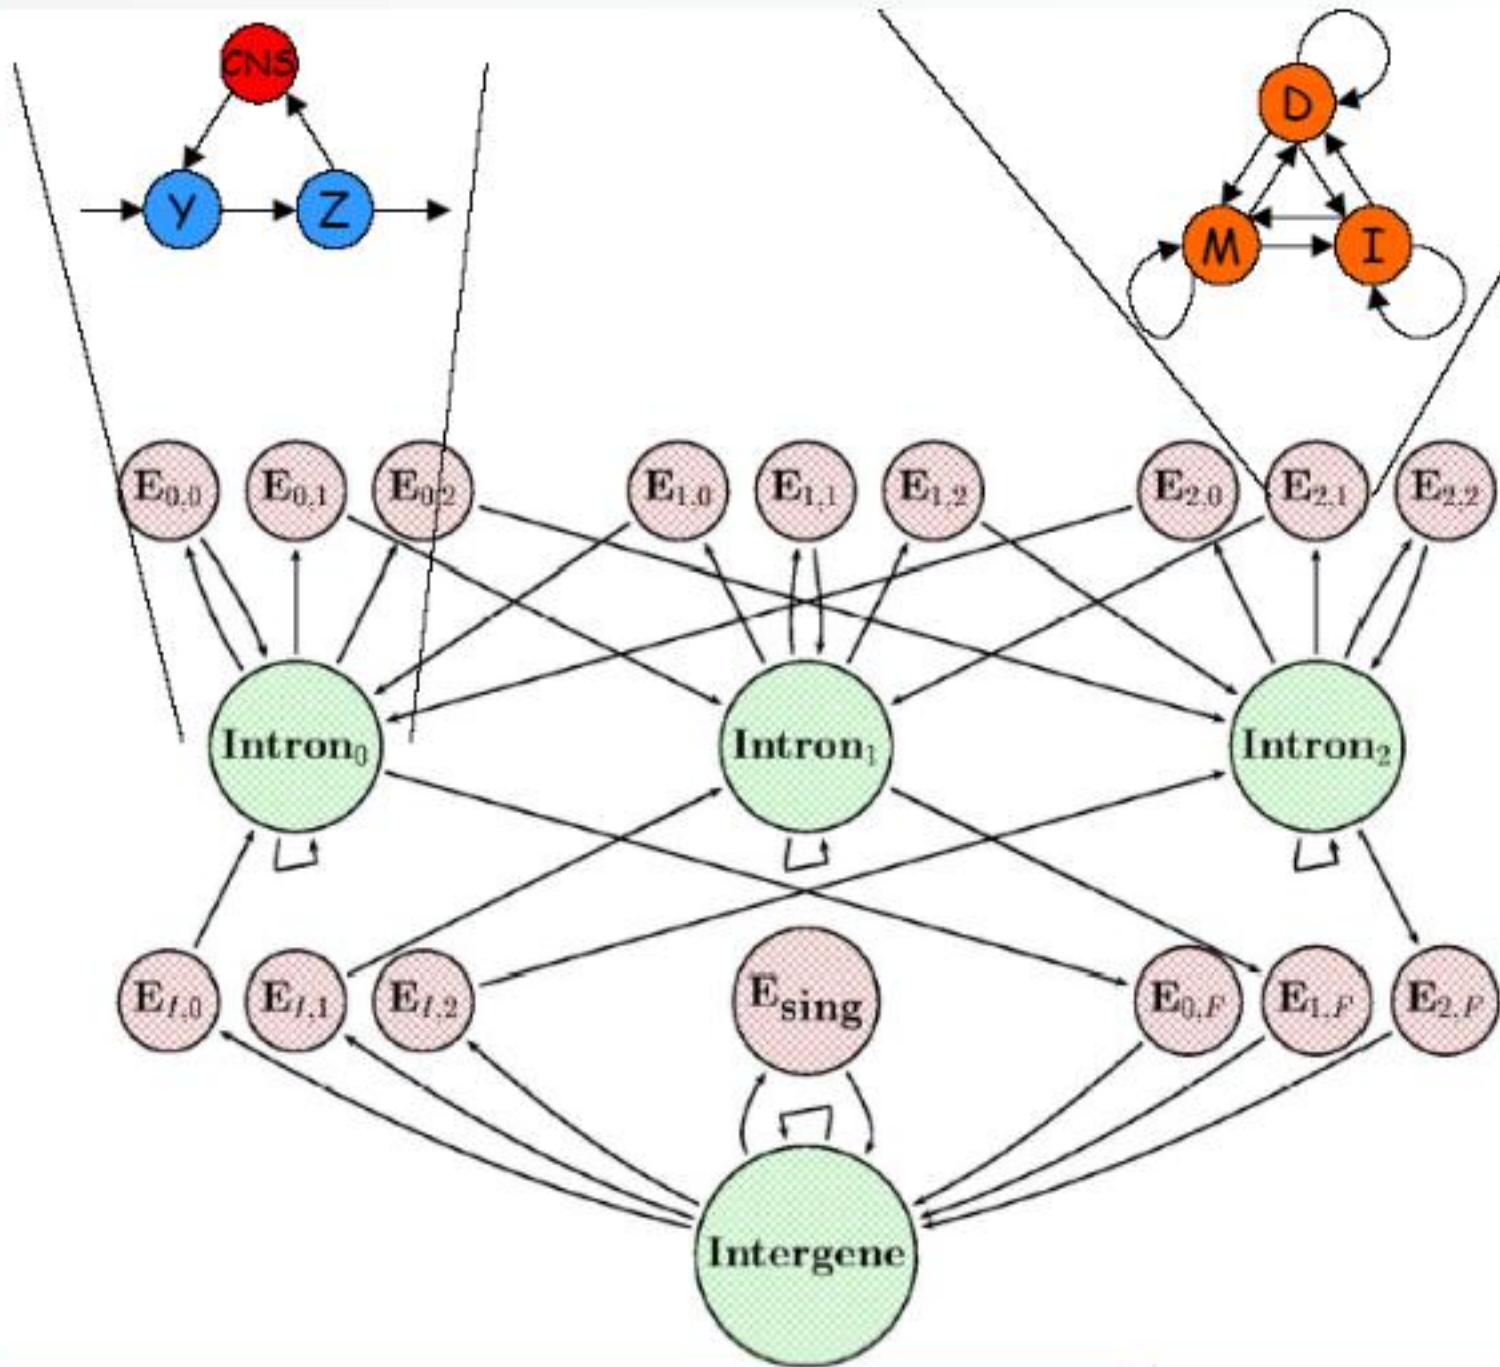 CNS
D
Y
Z
M
I
E0,0
E0,1
E0,2
E1,0
E1,1
E1,2
E2,0
E2,1
E2,2
Intron0
Intron1
Intron2
EI,0
EI,1
EI,2
Esing
E0,F
E1,F
E2,F
Intergene